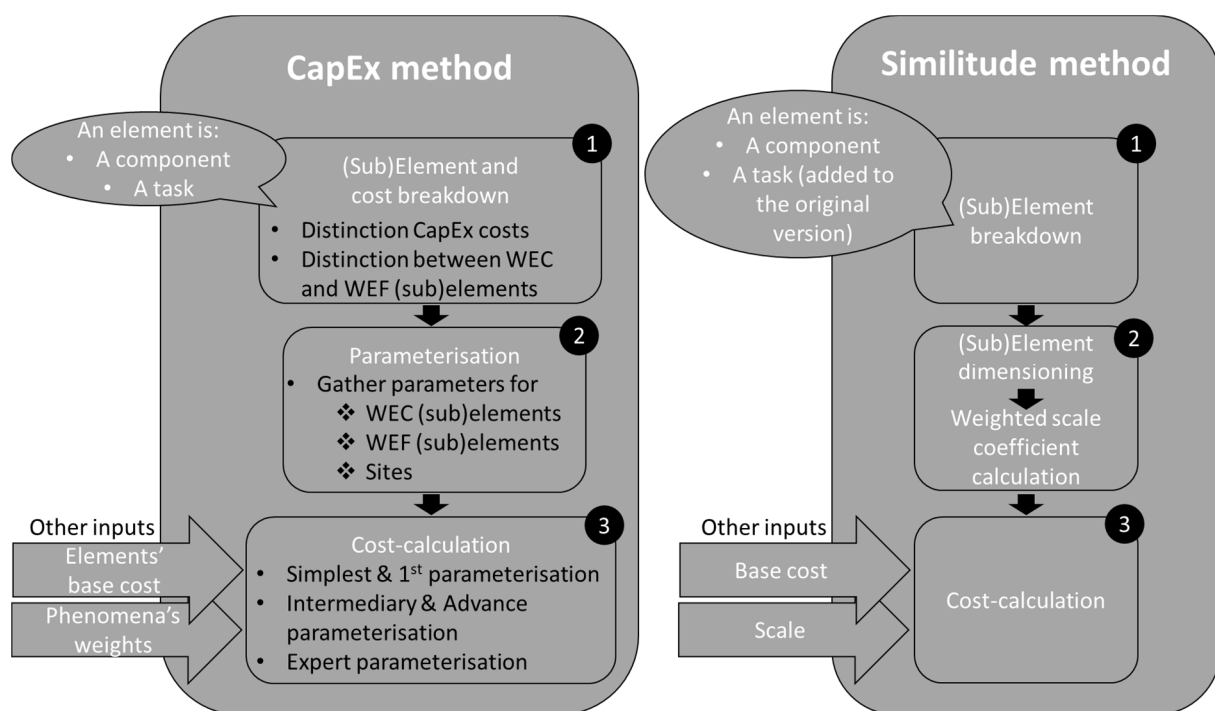 CapEx method
An element is:
• A component
• A task
1
(Sub)Element and
cost breakdown
• Distinction CapEx costs
• Distinction between WEC
and WEF (sub)elements
2
Parameterisation
• Gather parameters for
❖ WEC (sub)elements
❖ WEF (sub)elements
❖ Sites
Other inputs
Elements’
base cost
Phenomena's
weights
3
Cost-calculation
• Simplest & 1st parameterisation
• Intermediary & Advance
parameterisation
• Expert parameterisation
Similitude method
An element is:
• A component
• A task (added to
the original
version)
1
(Sub)Element
breakdown
2
(Sub)Element
dimensioning
Weighted scale
coefficient
calculation
Other inputs
Base cost
Scale
3
Cost-calculation